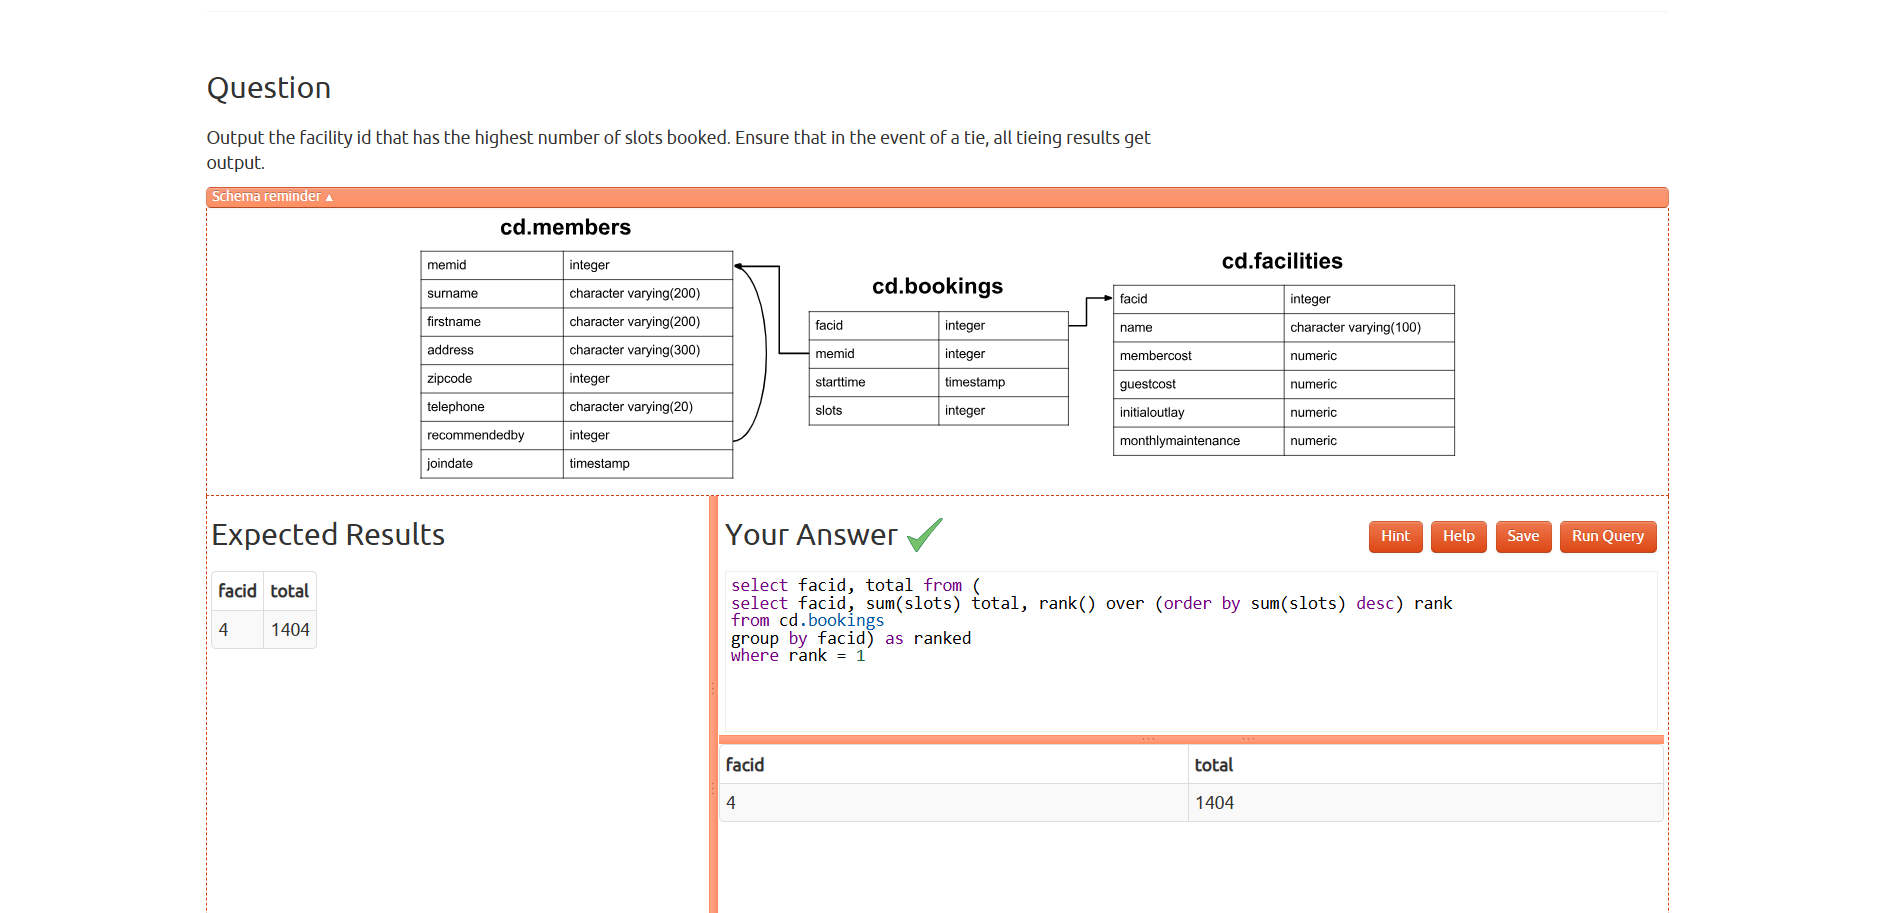 Question
Output the facility id that has the highest number of slots booked. Ensure that in the event of a tie, all tieing results get
output.
Schema reminder ▲
cd.members
memid integer
surname character varying(200)
firstname character varying(200)
address character varying(300)
zipcode integer
telephone character varying(20)
recommendedby integer
joindate timestamp
cd.bookings
facid integer
memid integer
starttime timestamp
slots integer
cd.facilities
facid integer
name character varying(100)
membercost numeric
guestcost numeric
initialoutlay numeric
monthlymaintenance numeric
Expected Results
facid total
4 1404
Your Answer
Hint Help Save Run Query
select facid, total from (
select facid, sum(slots) total, rank() over (order by sum(slots) desc) rank
from cd.bookings
group by facid) as ranked
where rank = 1
facid total
4 1404